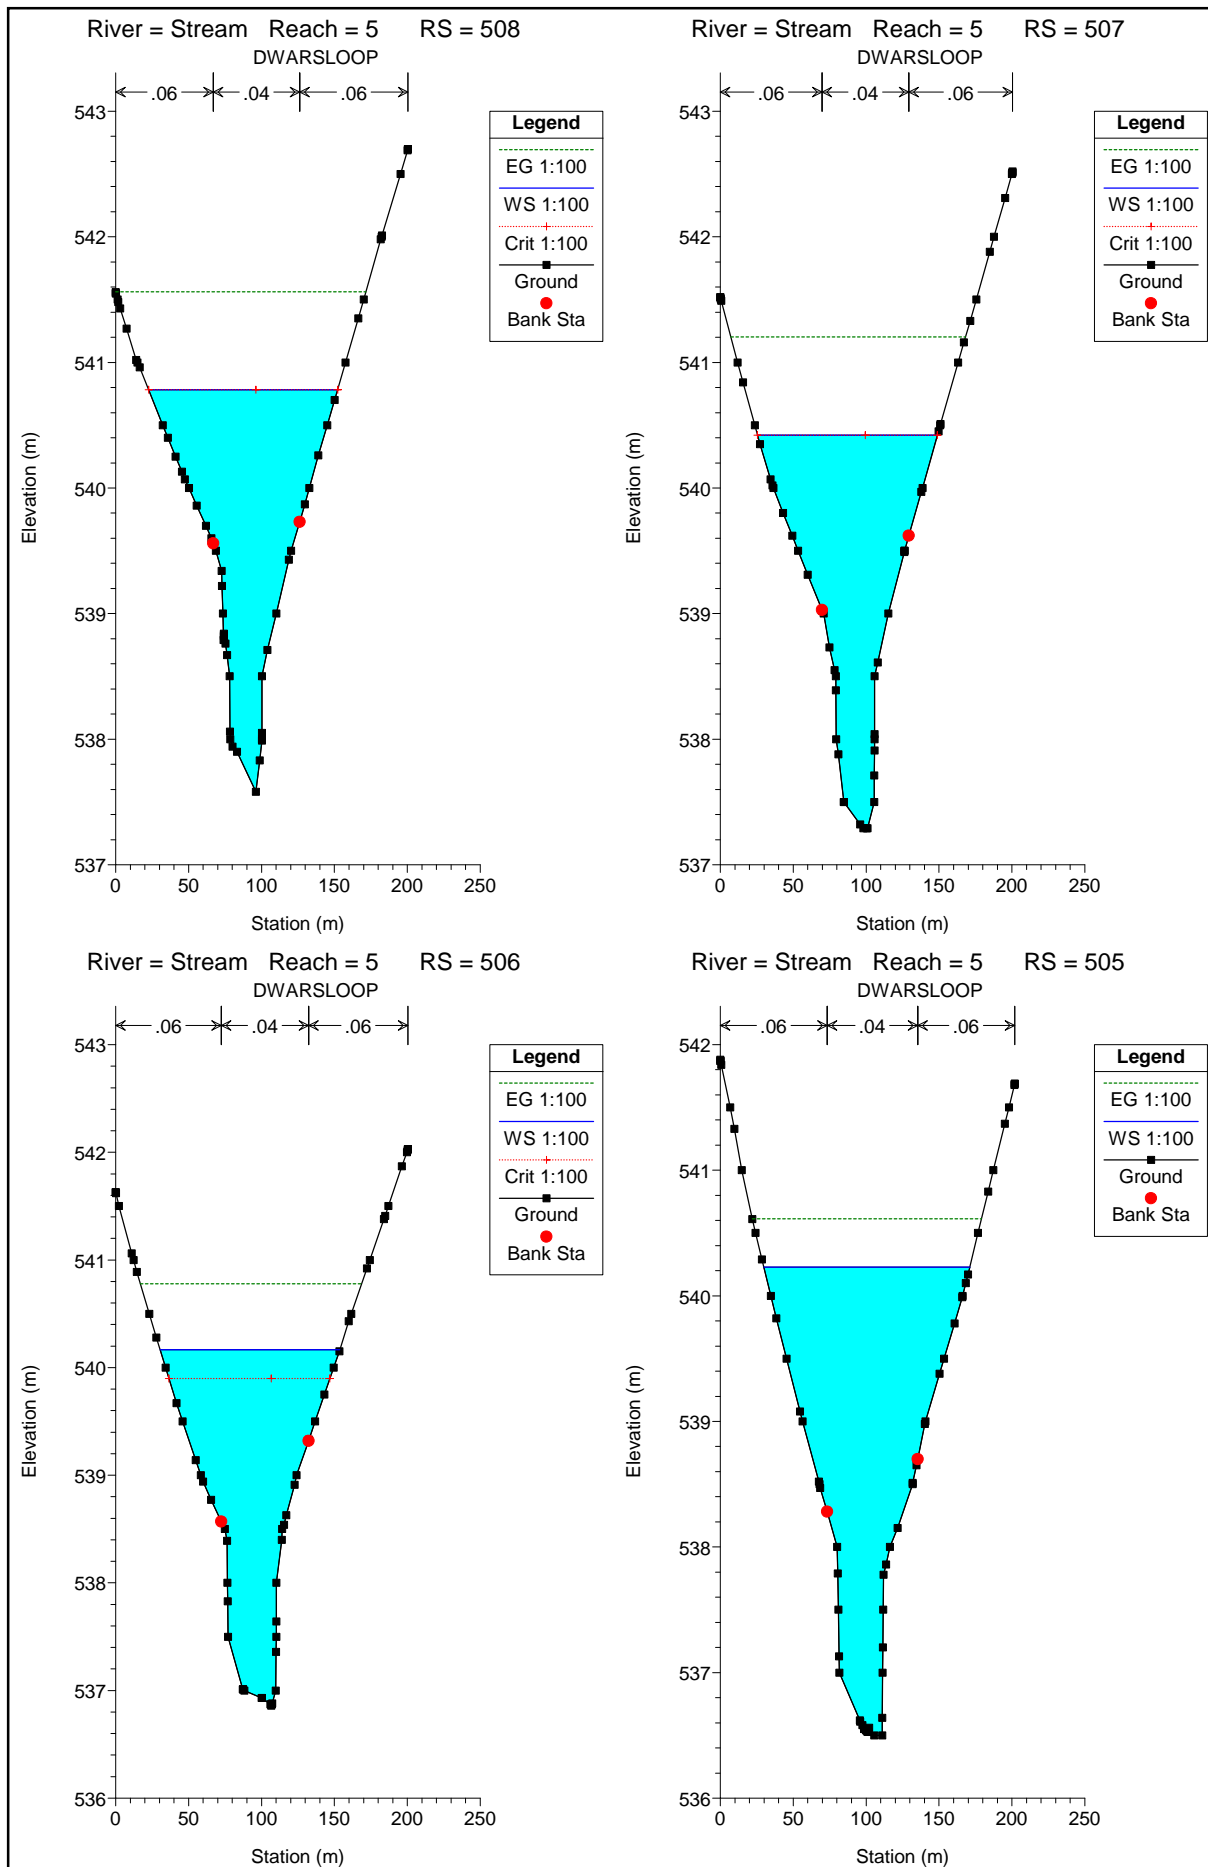 River = Stream Reach = 5 RS = 508
DWARSLOOP
.06 .04 .06
543
542
541
540
539
538
537
0 50 100 150 200 250
Elevation (m)
Station (m)
Legend
EG 1:100
WS 1:100
Crit 1:100
Ground
Bank Sta
River = Stream Reach = 5 RS = 507
DWARSLOOP
.06 .04 .06
543
542
541
540
539
538
537
0 50 100 150 200 250
Elevation (m)
Station (m)
Legend
EG 1:100
WS 1:100
Crit 1:100
Ground
Bank Sta
River = Stream Reach = 5 RS = 506
DWARSLOOP
.06 .04 .06
543
542
541
540
539
538
537
536
0 50 100 150 200 250
Elevation (m)
Station (m)
Legend
EG 1:100
WS 1:100
Crit 1:100
Ground
Bank Sta
River = Stream Reach = 5 RS = 505
DWARSLOOP
.06 .04 .06
542
541
540
539
538
537
536
0 50 100 150 200 250
Elevation (m)
Station (m)
Legend
EG 1:100
WS 1:100
Ground
Bank Sta